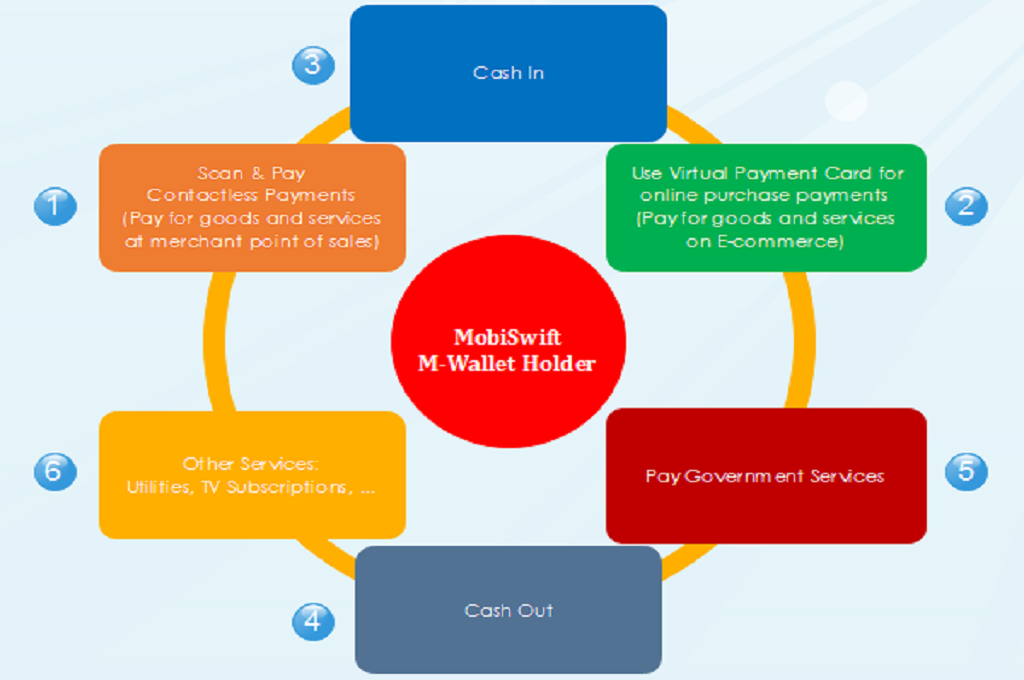 3
Cash In
1
Scan & Pay
Contactless Payments
(Pay for goods and services
at merchant point of sales)
Use Virtual Payment Card for
online purchase payments
(Pay for goods and services
on E-commerce)
2
MobiSwift
M-Wallet Holder
6
Other Services:
Utilities, TV Subscriptions, ...
Pay Government Services
5
4
Cash Out